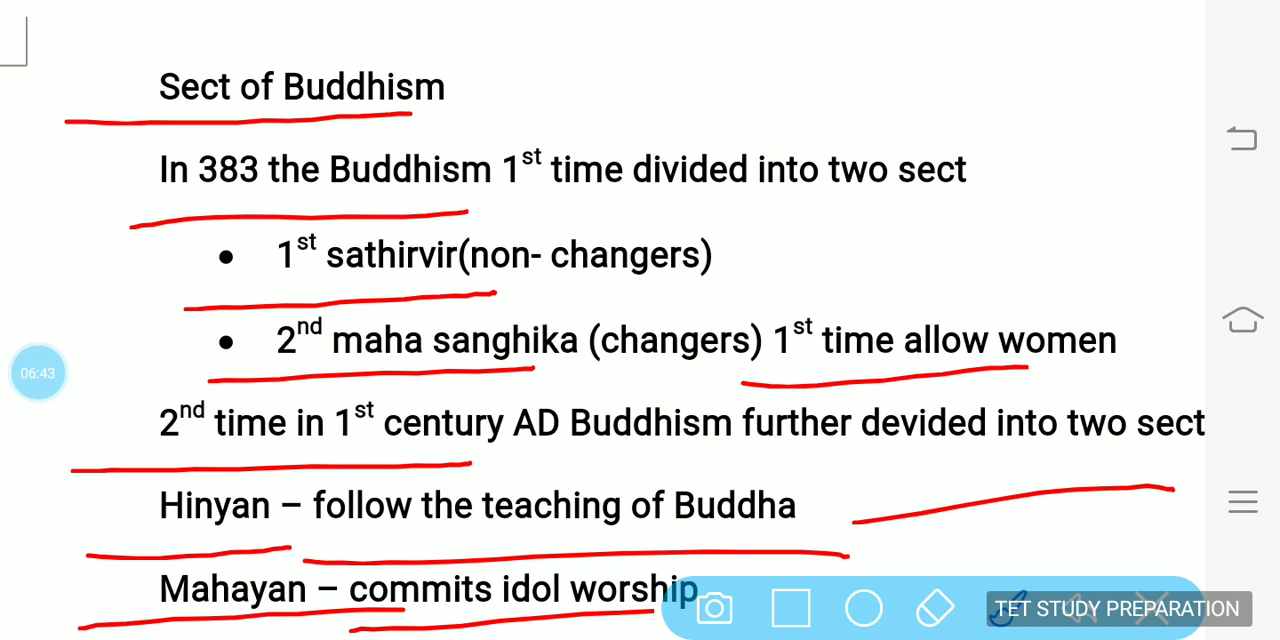 Sect of Buddhism
In 383 the Buddhism 1st time divided into two sect
• 1st sathirvir(non- changers)
• 2nd maha sanghika (changers) 1st time allow women
06:43
2nd time in 1st century AD Buddhism further devided into two sect
Hinyan – follow the teaching of Buddha
Mahayan – commits idol worship
TET STUDY PREPARATION